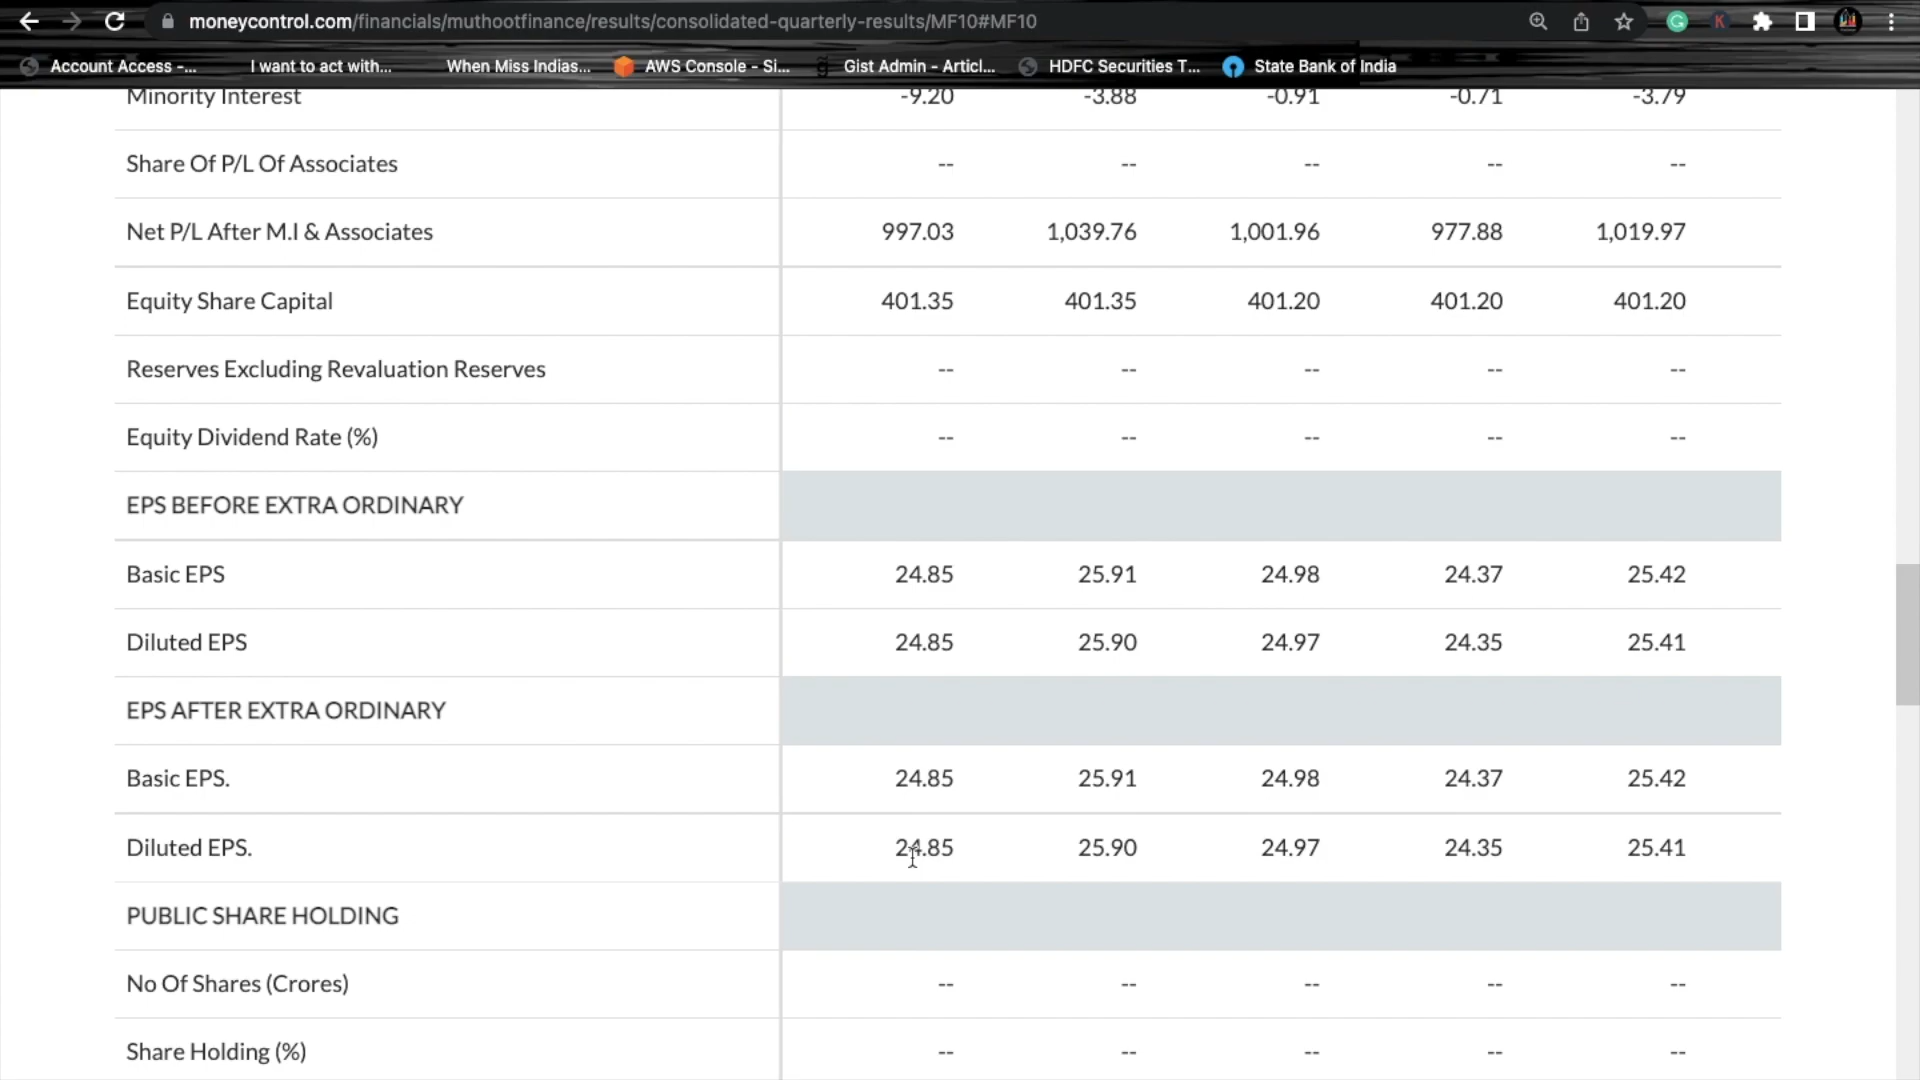 moneycontrol.com/financials/muthootfinance/results/consolidated-quarterly-results/MF10#MF10
Account Access -... I want to act with... When Miss Indias... AWS Console - Si... Gist Admin - Articl... HDFC Securities T... State Bank of India
Minority Interest -9.20 -3.88 -0.91 -0.71 -3.79
Share Of P/L Of Associates -- -- -- -- --
Net P/L After M.I & Associates 997.03 1,039.76 1,001.96 977.88 1,019.97
Equity Share Capital 401.35 401.35 401.20 401.20 401.20
Reserves Excluding Revaluation Reserves -- -- -- -- --
Equity Dividend Rate (%) -- -- -- -- --
EPS BEFORE EXTRA ORDINARY
Basic EPS 24.85 25.91 24.98 24.37 25.42
Diluted EPS 24.85 25.90 24.97 24.35 25.41
EPS AFTER EXTRA ORDINARY
Basic EPS. 24.85 25.91 24.98 24.37 25.42
Diluted EPS. 24.85 25.90 24.97 24.35 25.41
PUBLIC SHARE HOLDING
No Of Shares (Crores) -- -- -- -- --
Share Holding (%) -- -- -- -- --